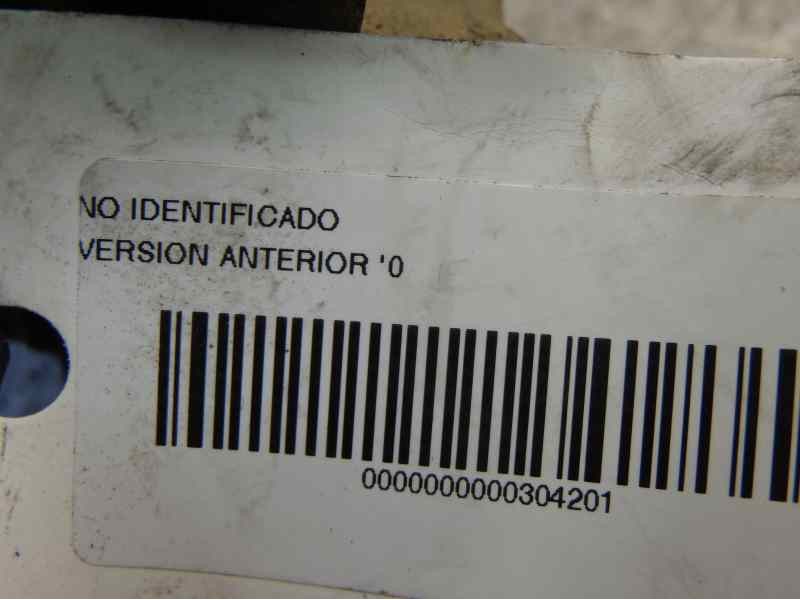 NO IDENTIFICADO
VERSION ANTERIOR '0
0000000000304201